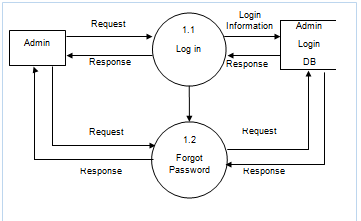 Request
Login
Information
Admin
1.1
Log in
Admin
Login
DB
Response
Response
Request
Request
1.2
Forgot
Password
Response
Response